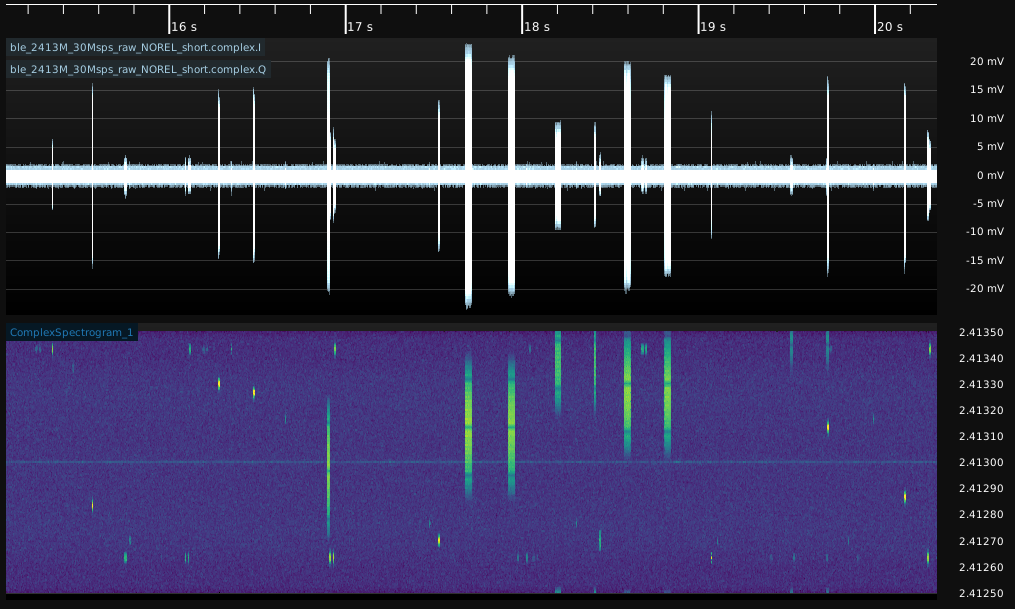 16 s
17 s
18 s
19 s
20 s
ble_2413M_30Msps_raw_NOREL_short.complex.I
ble_2413M_30Msps_raw_NOREL_short.complex.Q
20 mV
15 mV
10 mV
5 mV
0 mV
-5 mV
-10 mV
-15 mV
-20 mV
ComplexSpectrogram_1
2.41350
2.41340
2.41330
2.41320
2.41310
2.41300
2.41290
2.41280
2.41270
2.41260
2.41250